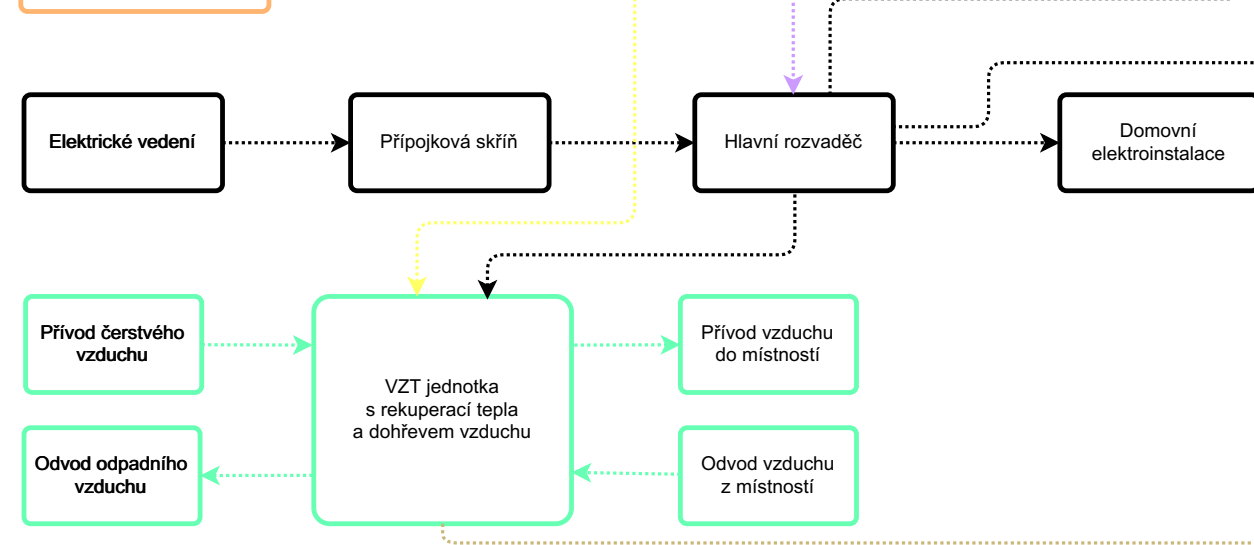 Elektrické vedení
Přípojková skříň
Hlavní rozvaděč
Domovní
elektroinstalace
Přívod čerstvého
vzduchu
Přívod vzduchu
do místností
VZT jednotka
s rekuperací tepla
a dohřevem vzduchu
Odvod odpadního
vzduchu
Odvod vzduchu
z místností